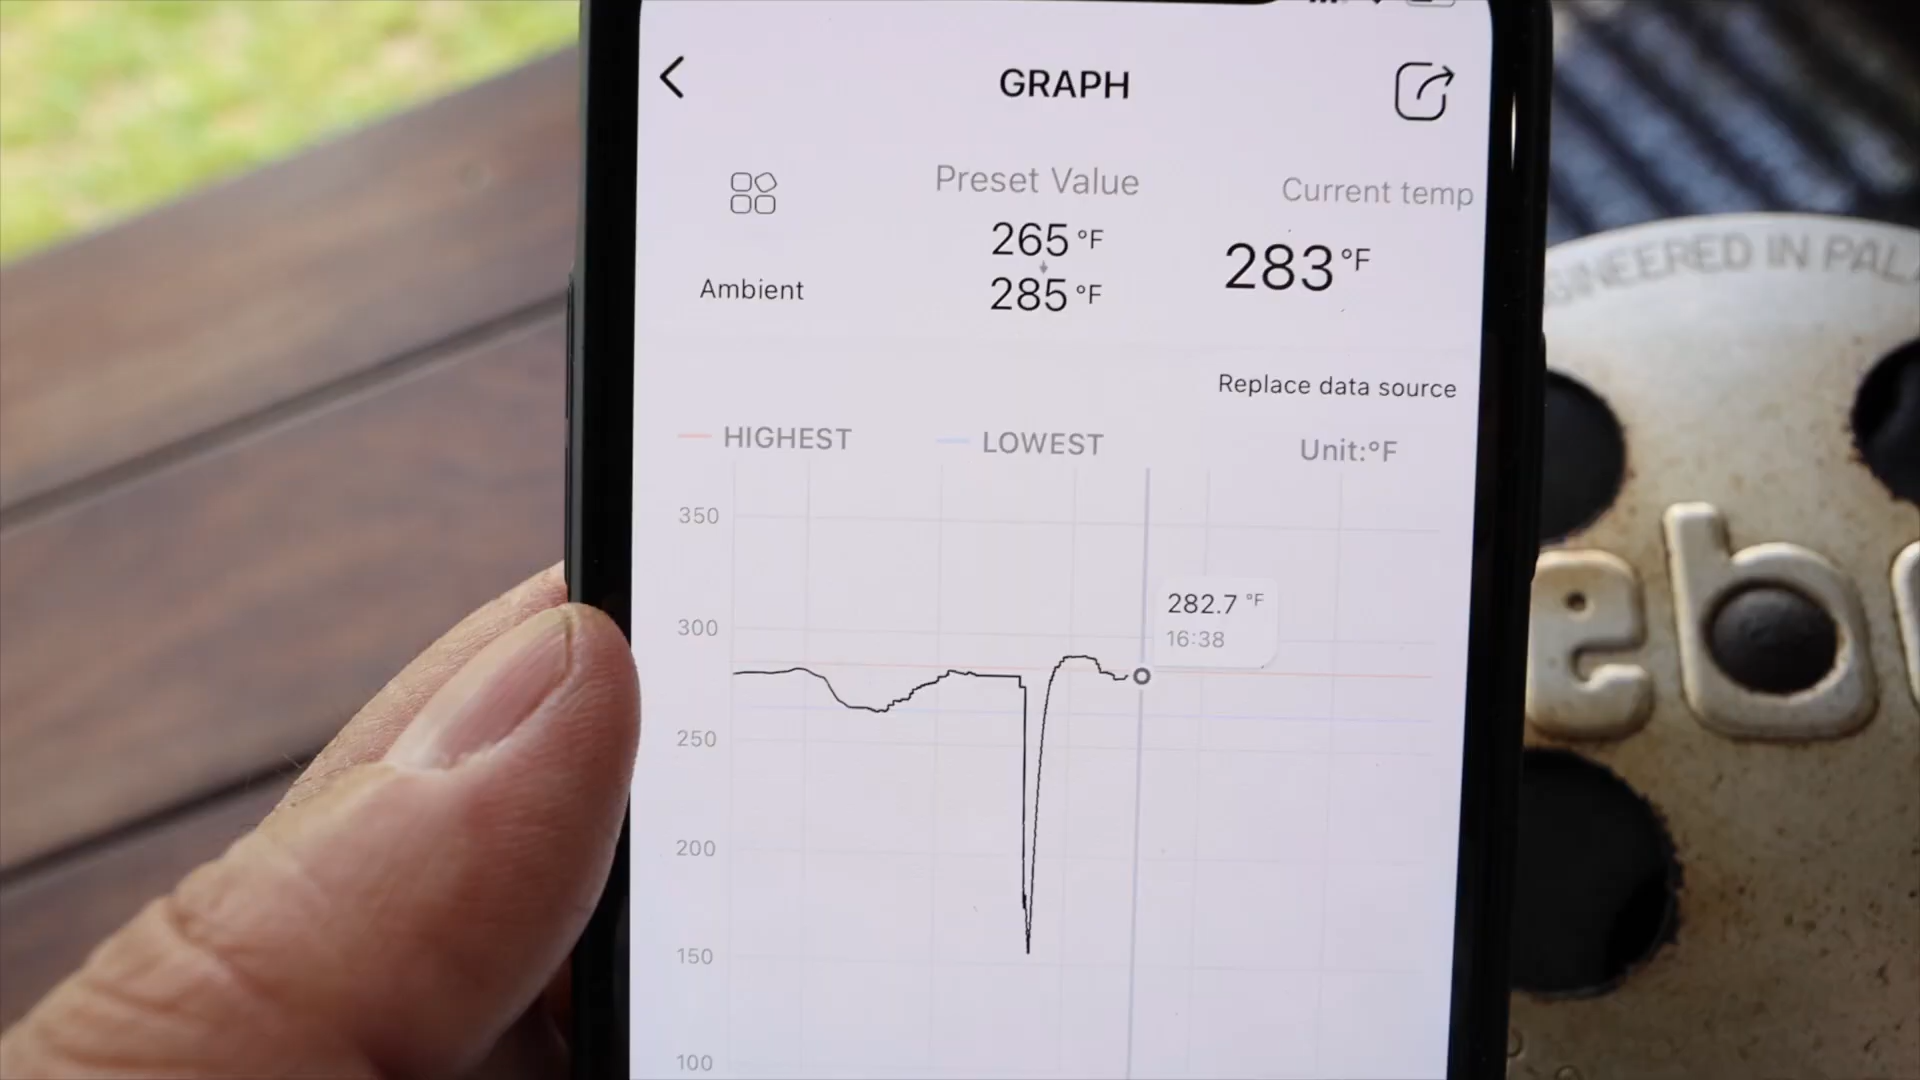 GRAPH
Preset Value
Current temp
265 °F
283 °F
Ambient
285 °F
Replace data source
HIGHEST
LOWEST
Unit:°F
350
282.7 °F
16:38
300
250
200
150
100
ENGINEERED IN PAL
eb